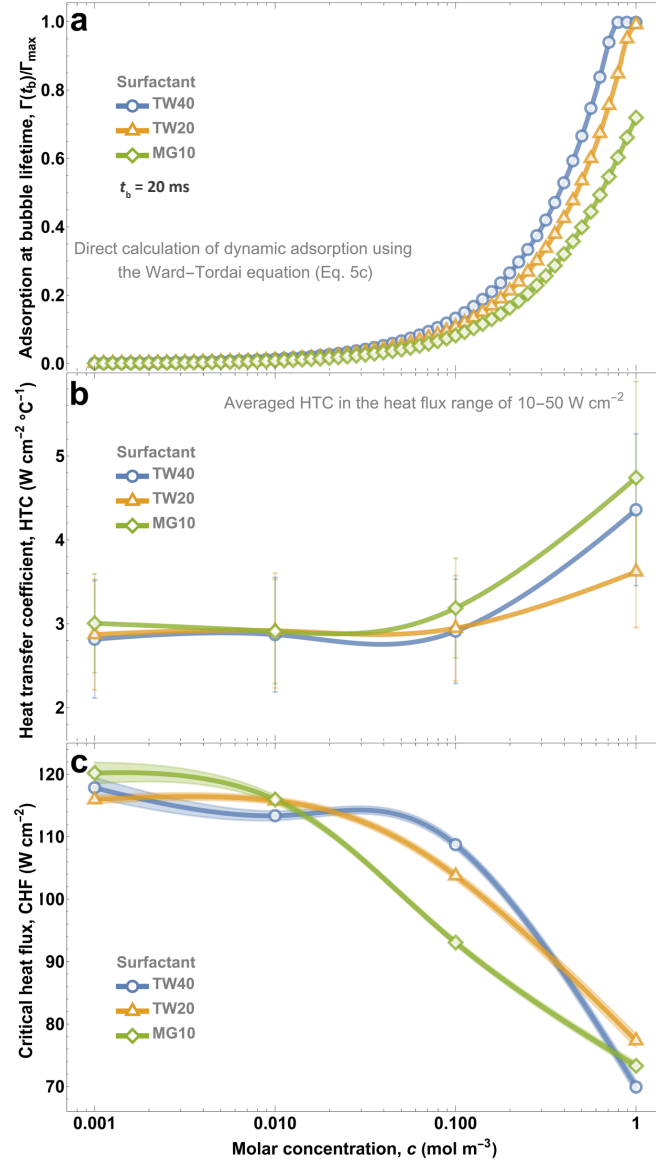 a
Adsorption at bubble lifetime, Γ(t_b)/Γ_max
1.0
0.8
0.6
0.4
0.2
0.0
Surfactant
TW40
TW20
MG10
t_b = 20 ms
Direct calculation of dynamic adsorption using
the Ward–Tordai equation (Eq. 5c)
b
Heat transfer coefficient, HTC (W cm⁻² °C⁻¹)
5
4
3
2
Averaged HTC in the heat flux range of 10–50 W cm⁻²
Surfactant
TW40
TW20
MG10
c
Critical heat flux, CHF (W cm⁻²)
120
110
100
90
80
70
Surfactant
TW40
TW20
MG10
0.001
0.010
0.100
1
Molar concentration, c (mol m⁻³)